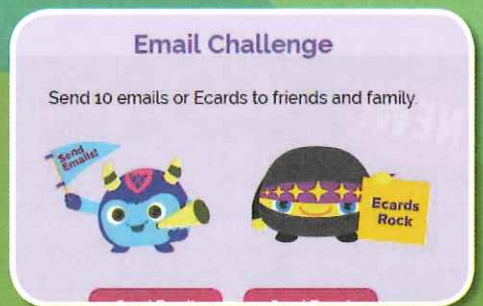 Email Challenge
Send 10 emails or Ecards to friends and family.
Send
Emails!
Ecards
Rock